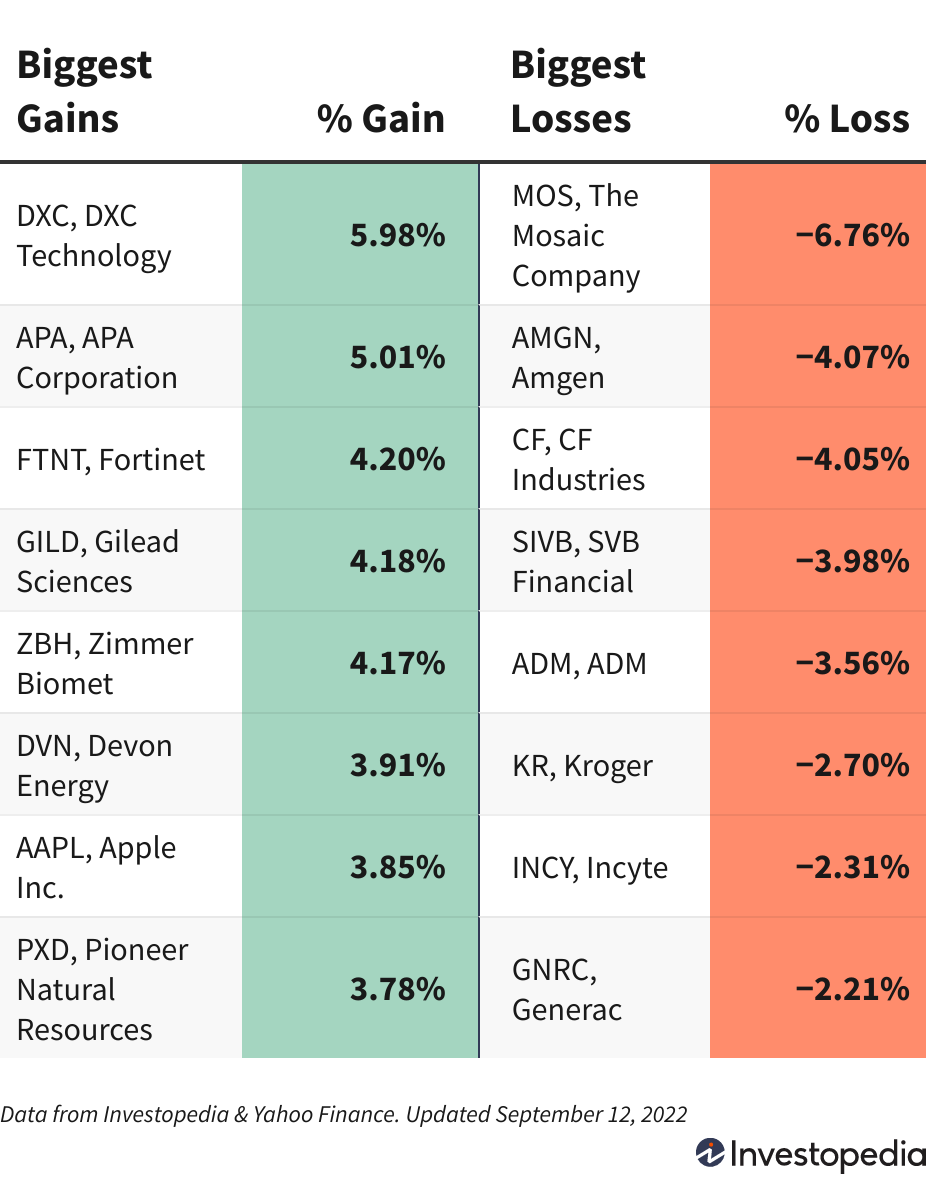 Biggest
Gains
% Gain
Biggest
Losses
% Loss
DXC, DXC
Technology
5.98%
MOS, The
Mosaic
Company
−6.76%
APA, APA
Corporation
5.01%
AMGN,
Amgen
−4.07%
FTNT, Fortinet
4.20%
CF, CF
Industries
−4.05%
GILD, Gilead
Sciences
4.18%
SIVB, SVB
Financial
−3.98%
ZBH, Zimmer
Biomet
4.17%
ADM, ADM
−3.56%
DVN, Devon
Energy
3.91%
KR, Kroger
−2.70%
AAPL, Apple
Inc.
3.85%
INCY, Incyte
−2.31%
PXD, Pioneer
Natural
Resources
3.78%
GNRC,
Generac
−2.21%
Data from Investopedia & Yahoo Finance. Updated September 12, 2022
Investopedia